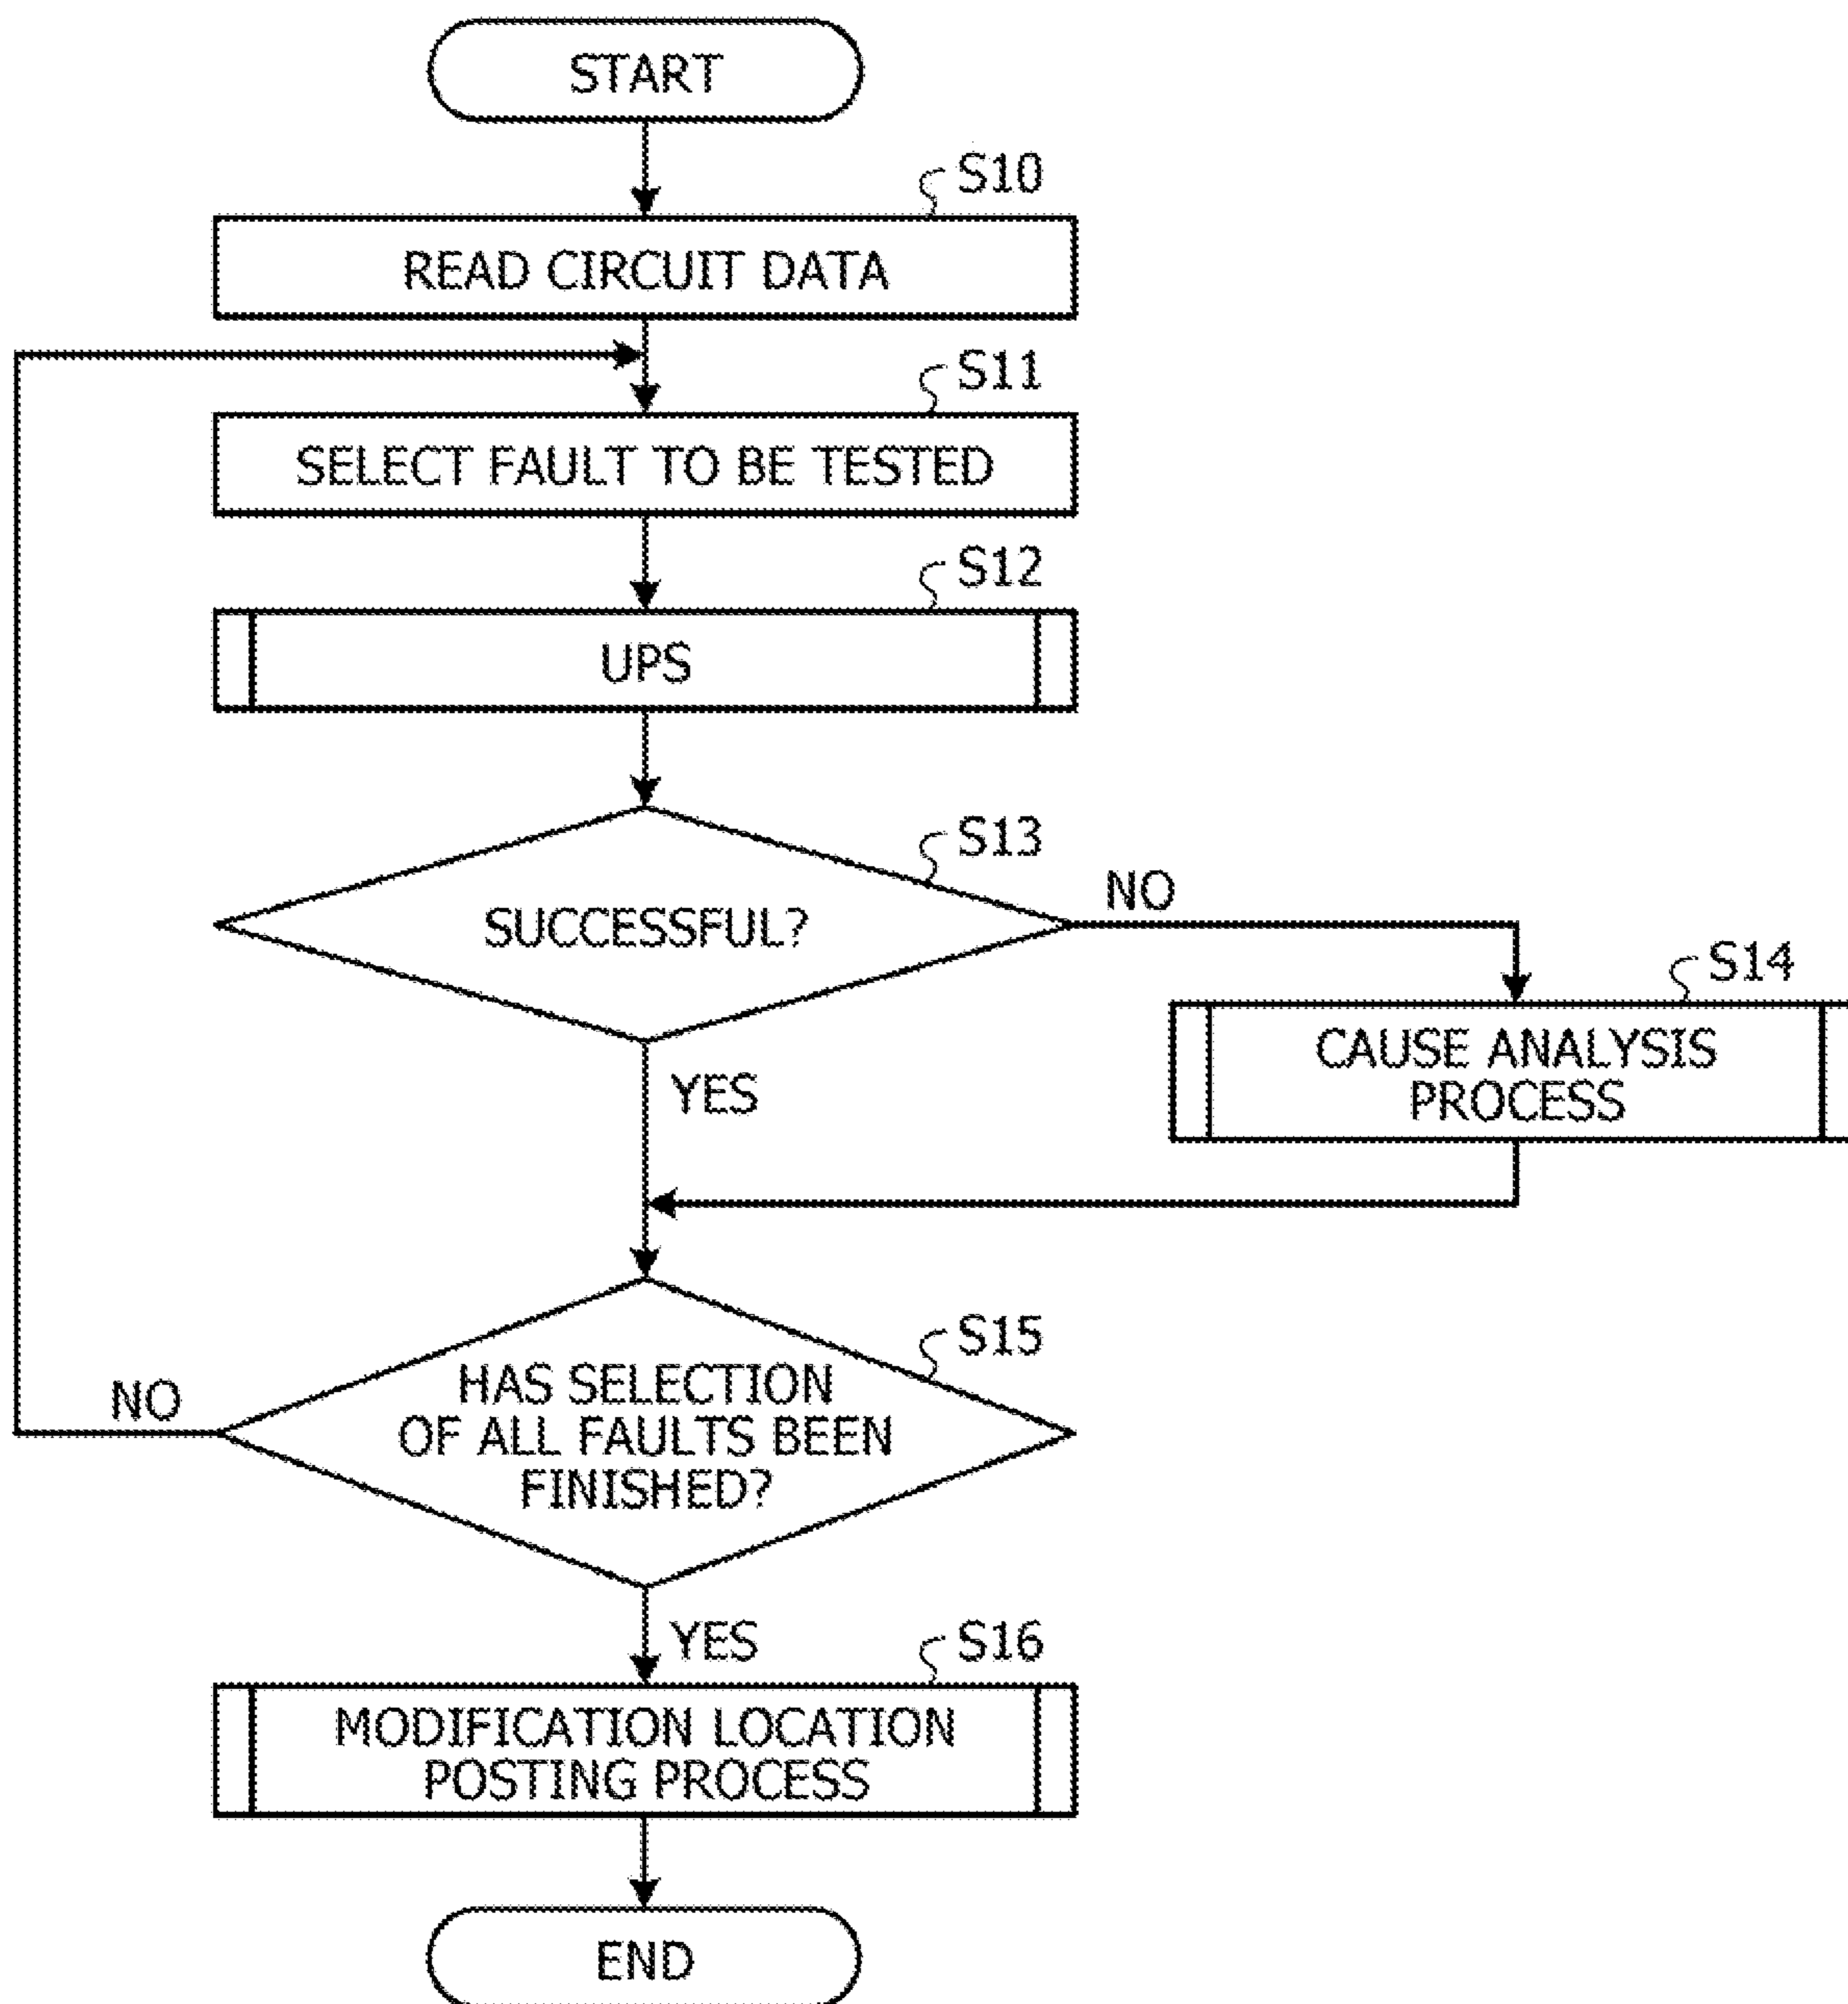 START
S10
READ CIRCUIT DATA
S11
SELECT FAULT TO BE TESTED
S12
UPS
S13
SUCCESSFUL?
NO
S14
CAUSE ANALYSIS
PROCESS
YES
S15
HAS SELECTION
OF ALL FAULTS BEEN
FINISHED?
NO
YES
S16
MODIFICATION LOCATION
POSTING PROCESS
END